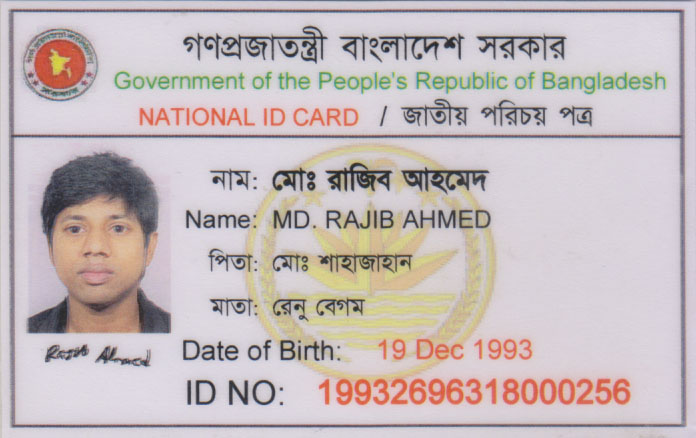 গণপ্রজাতন্ত্রী বাংলাদেশ সরকার
Government of the People's Republic of Bangladesh
NATIONAL ID CARD / জাতীয় পরিচয় পত্র
নাম: মোঃ রাজিব আহমেদ
Name: MD. RAJIB AHMED
পিতা: মোঃ শাহাজাহান
মাতা: রেনু বেগম
Rajib Ahmed
Date of Birth: 19 Dec 1993
ID NO: 19932696318000256